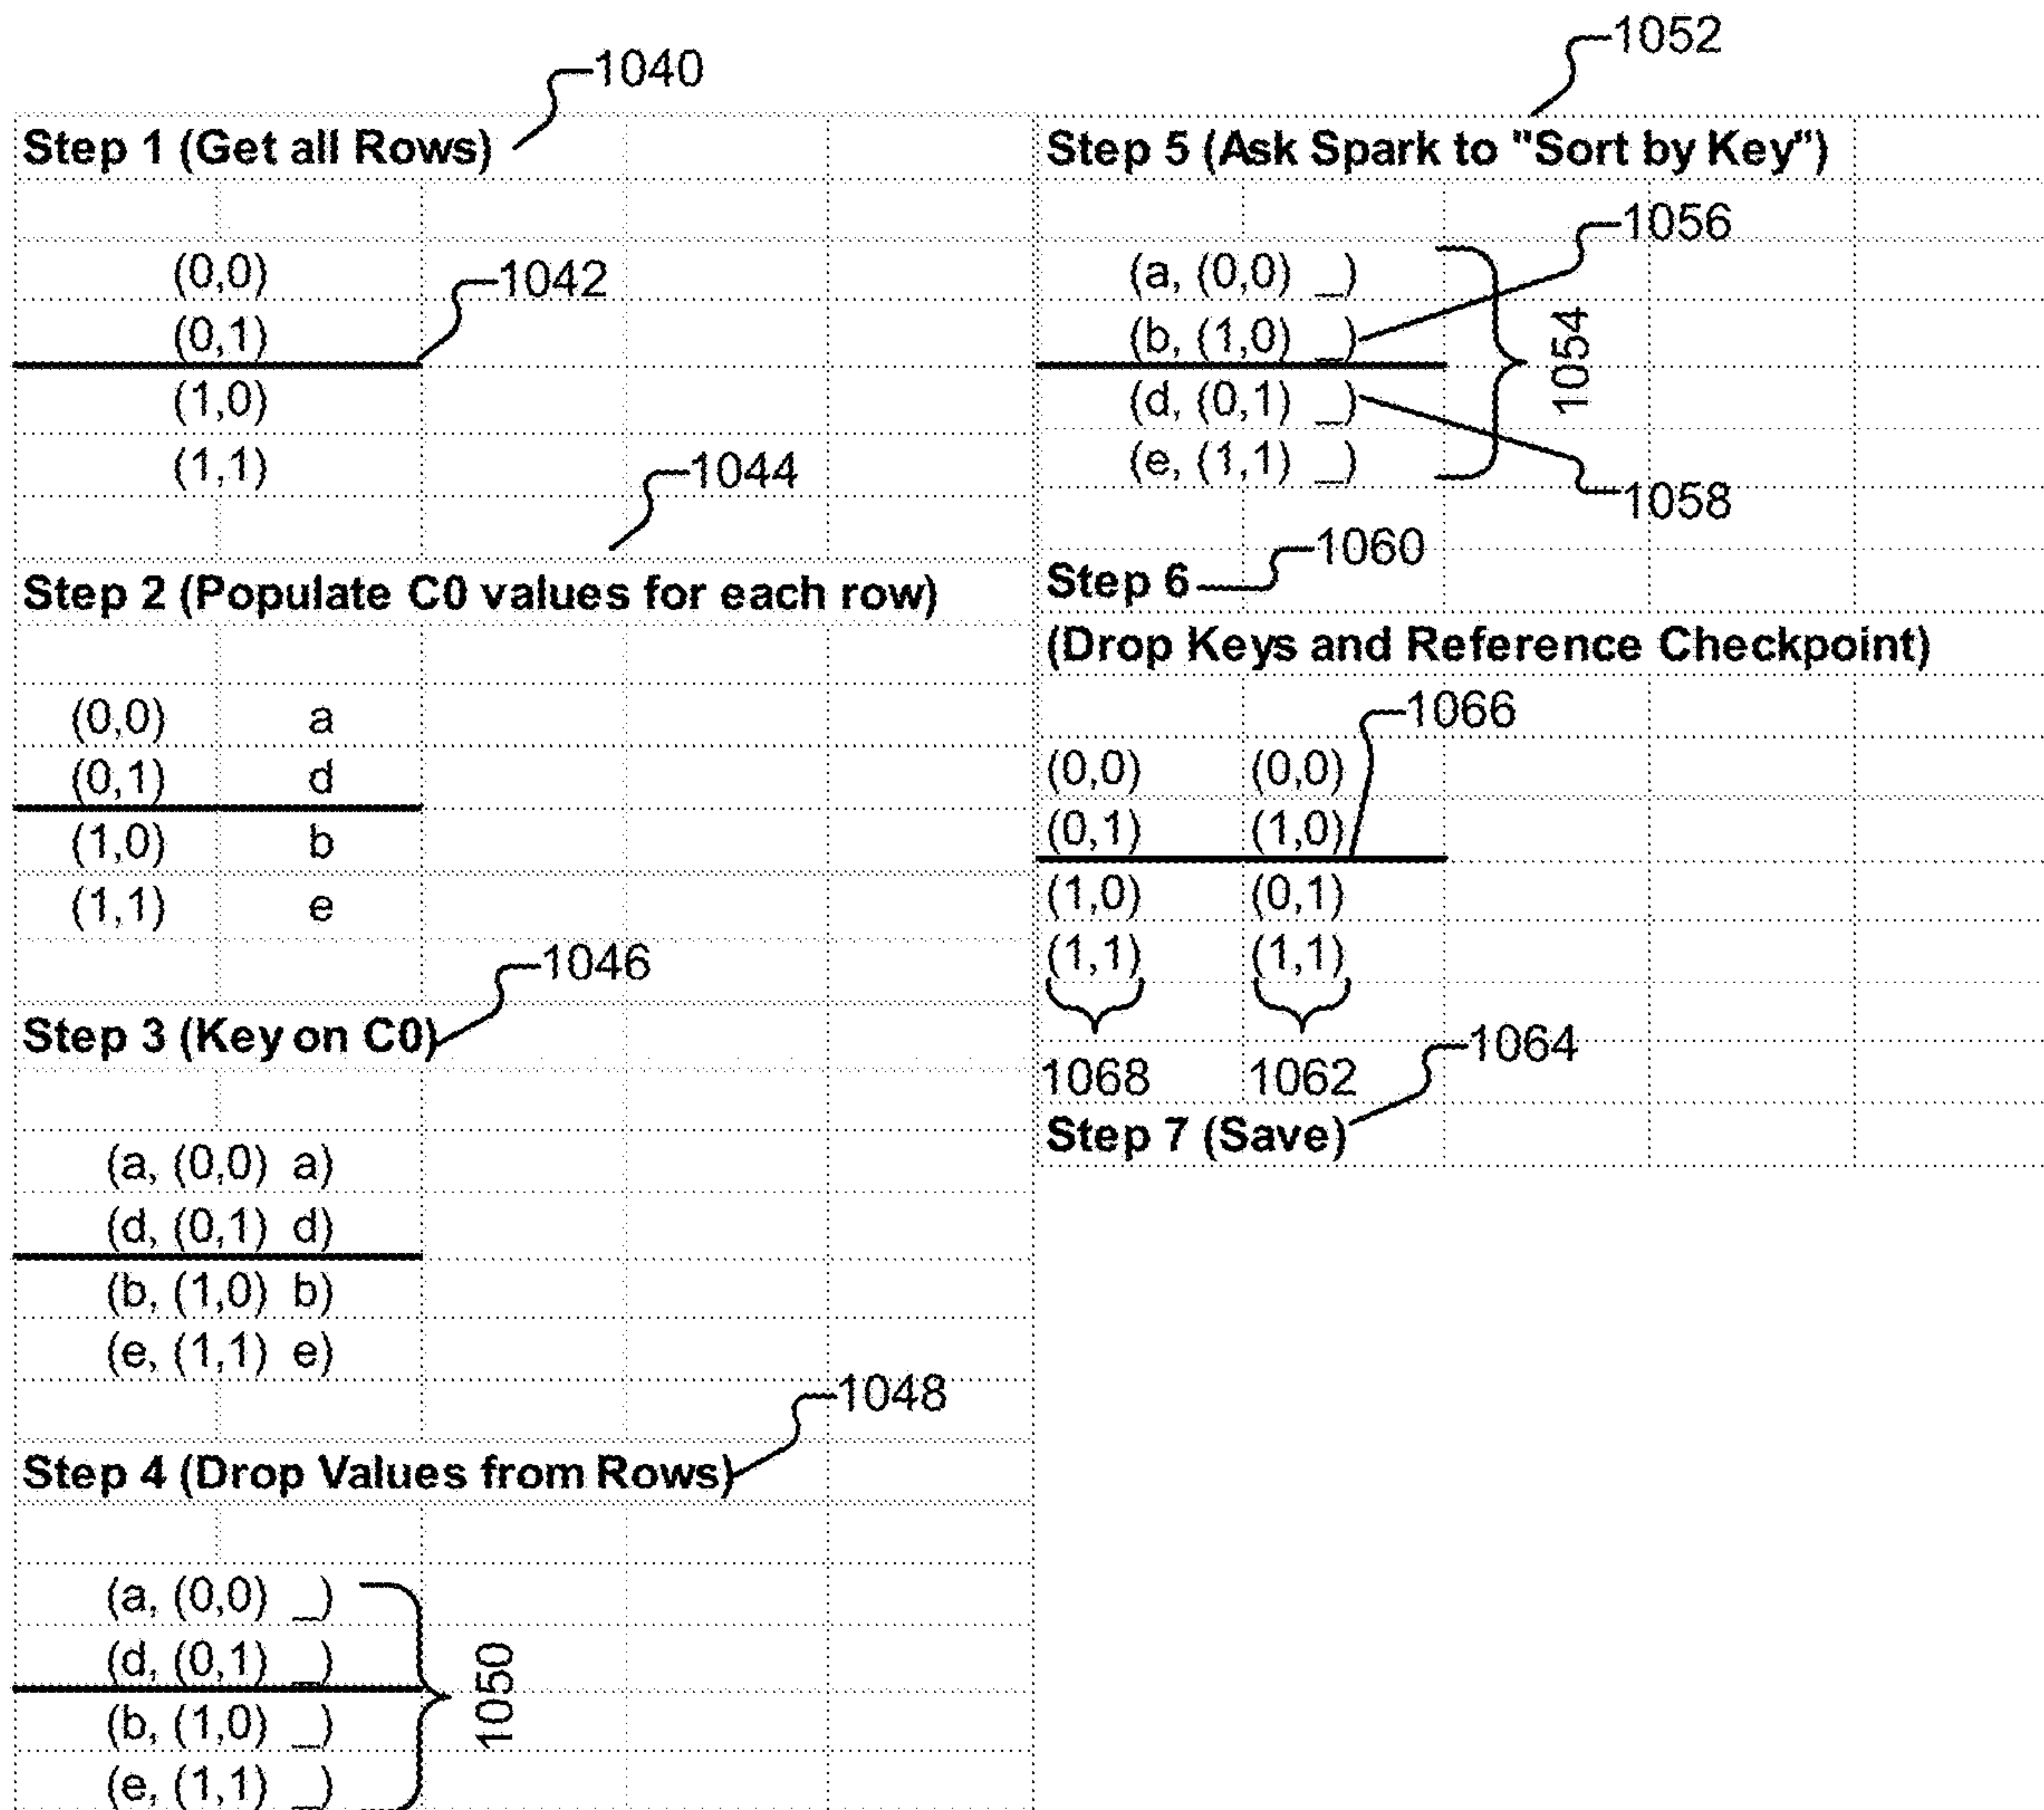 1040
Step 1 (Get all Rows)
(0,0)
1042
(0,1)
(1,0)
(1,1)
1044
Step 2 (Populate C0 values for each row)
(0,0) a
(0,1) d
(1,0) b
(1,1) e
1046
Step 3 (Key on C0)
(a, (0,0) a)
(d, (0,1) d)
(b, (1,0) b)
(e, (1,1) e)
1048
Step 4 (Drop Values from Rows)
(a, (0,0) _)
(d, (0,1) _)
(b, (1,0) _)
(e, (1,1) _)
1050
1052
Step 5 (Ask Spark to "Sort by Key")
1056
(a, (0,0) _)
(b, (1,0) _)
(d, (0,1) _)
(e, (1,1) _)
1054
1058
1060
Step 6
(Drop Keys and Reference Checkpoint)
1066
(0,0) (0,0)
(0,1) (1,0)
(1,0) (0,1)
(1,1) (1,1)
1068 1062
1064
Step 7 (Save)